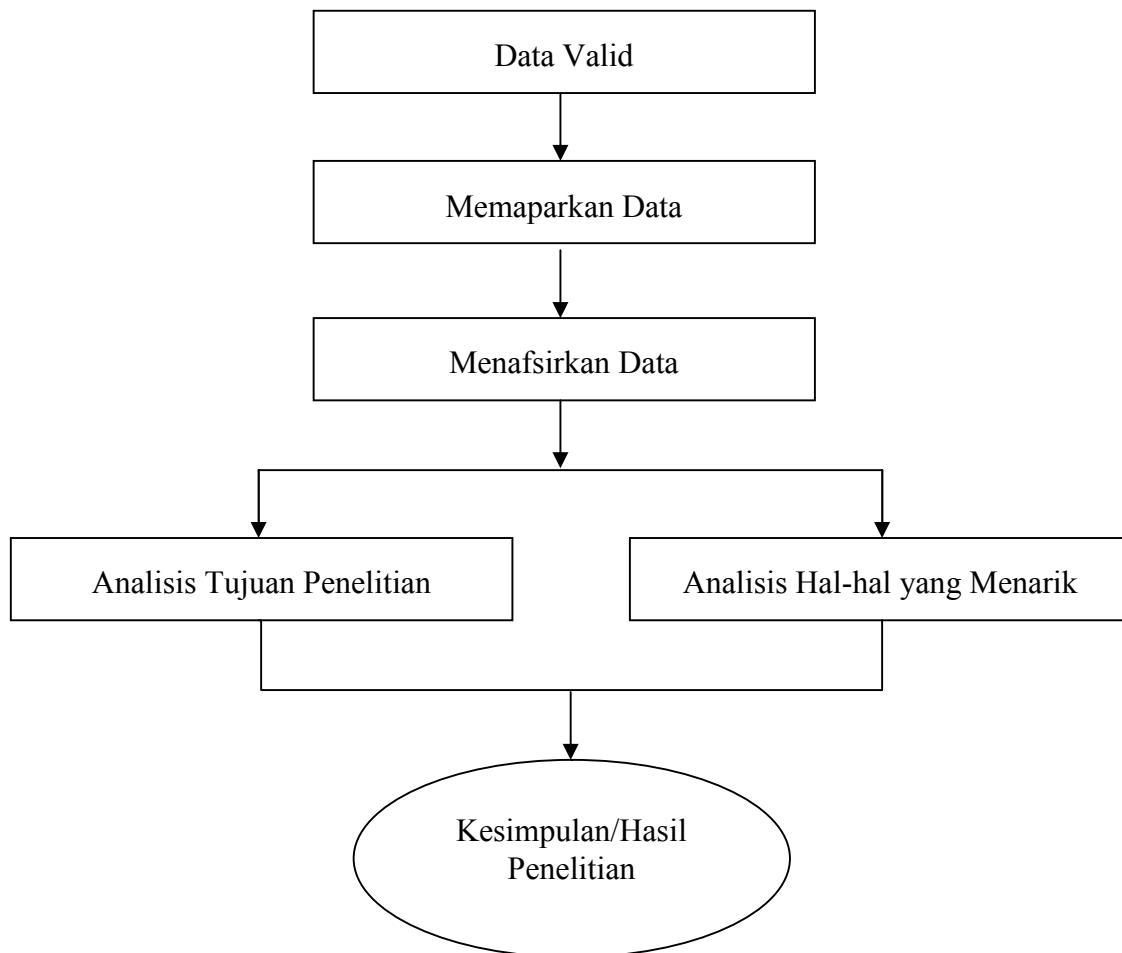 Data Valid
Memaparkan Data
Menafsirkan Data
Analisis Tujuan Penelitian
Analisis Hal-hal yang Menarik
Kesimpulan/Hasil
Penelitian